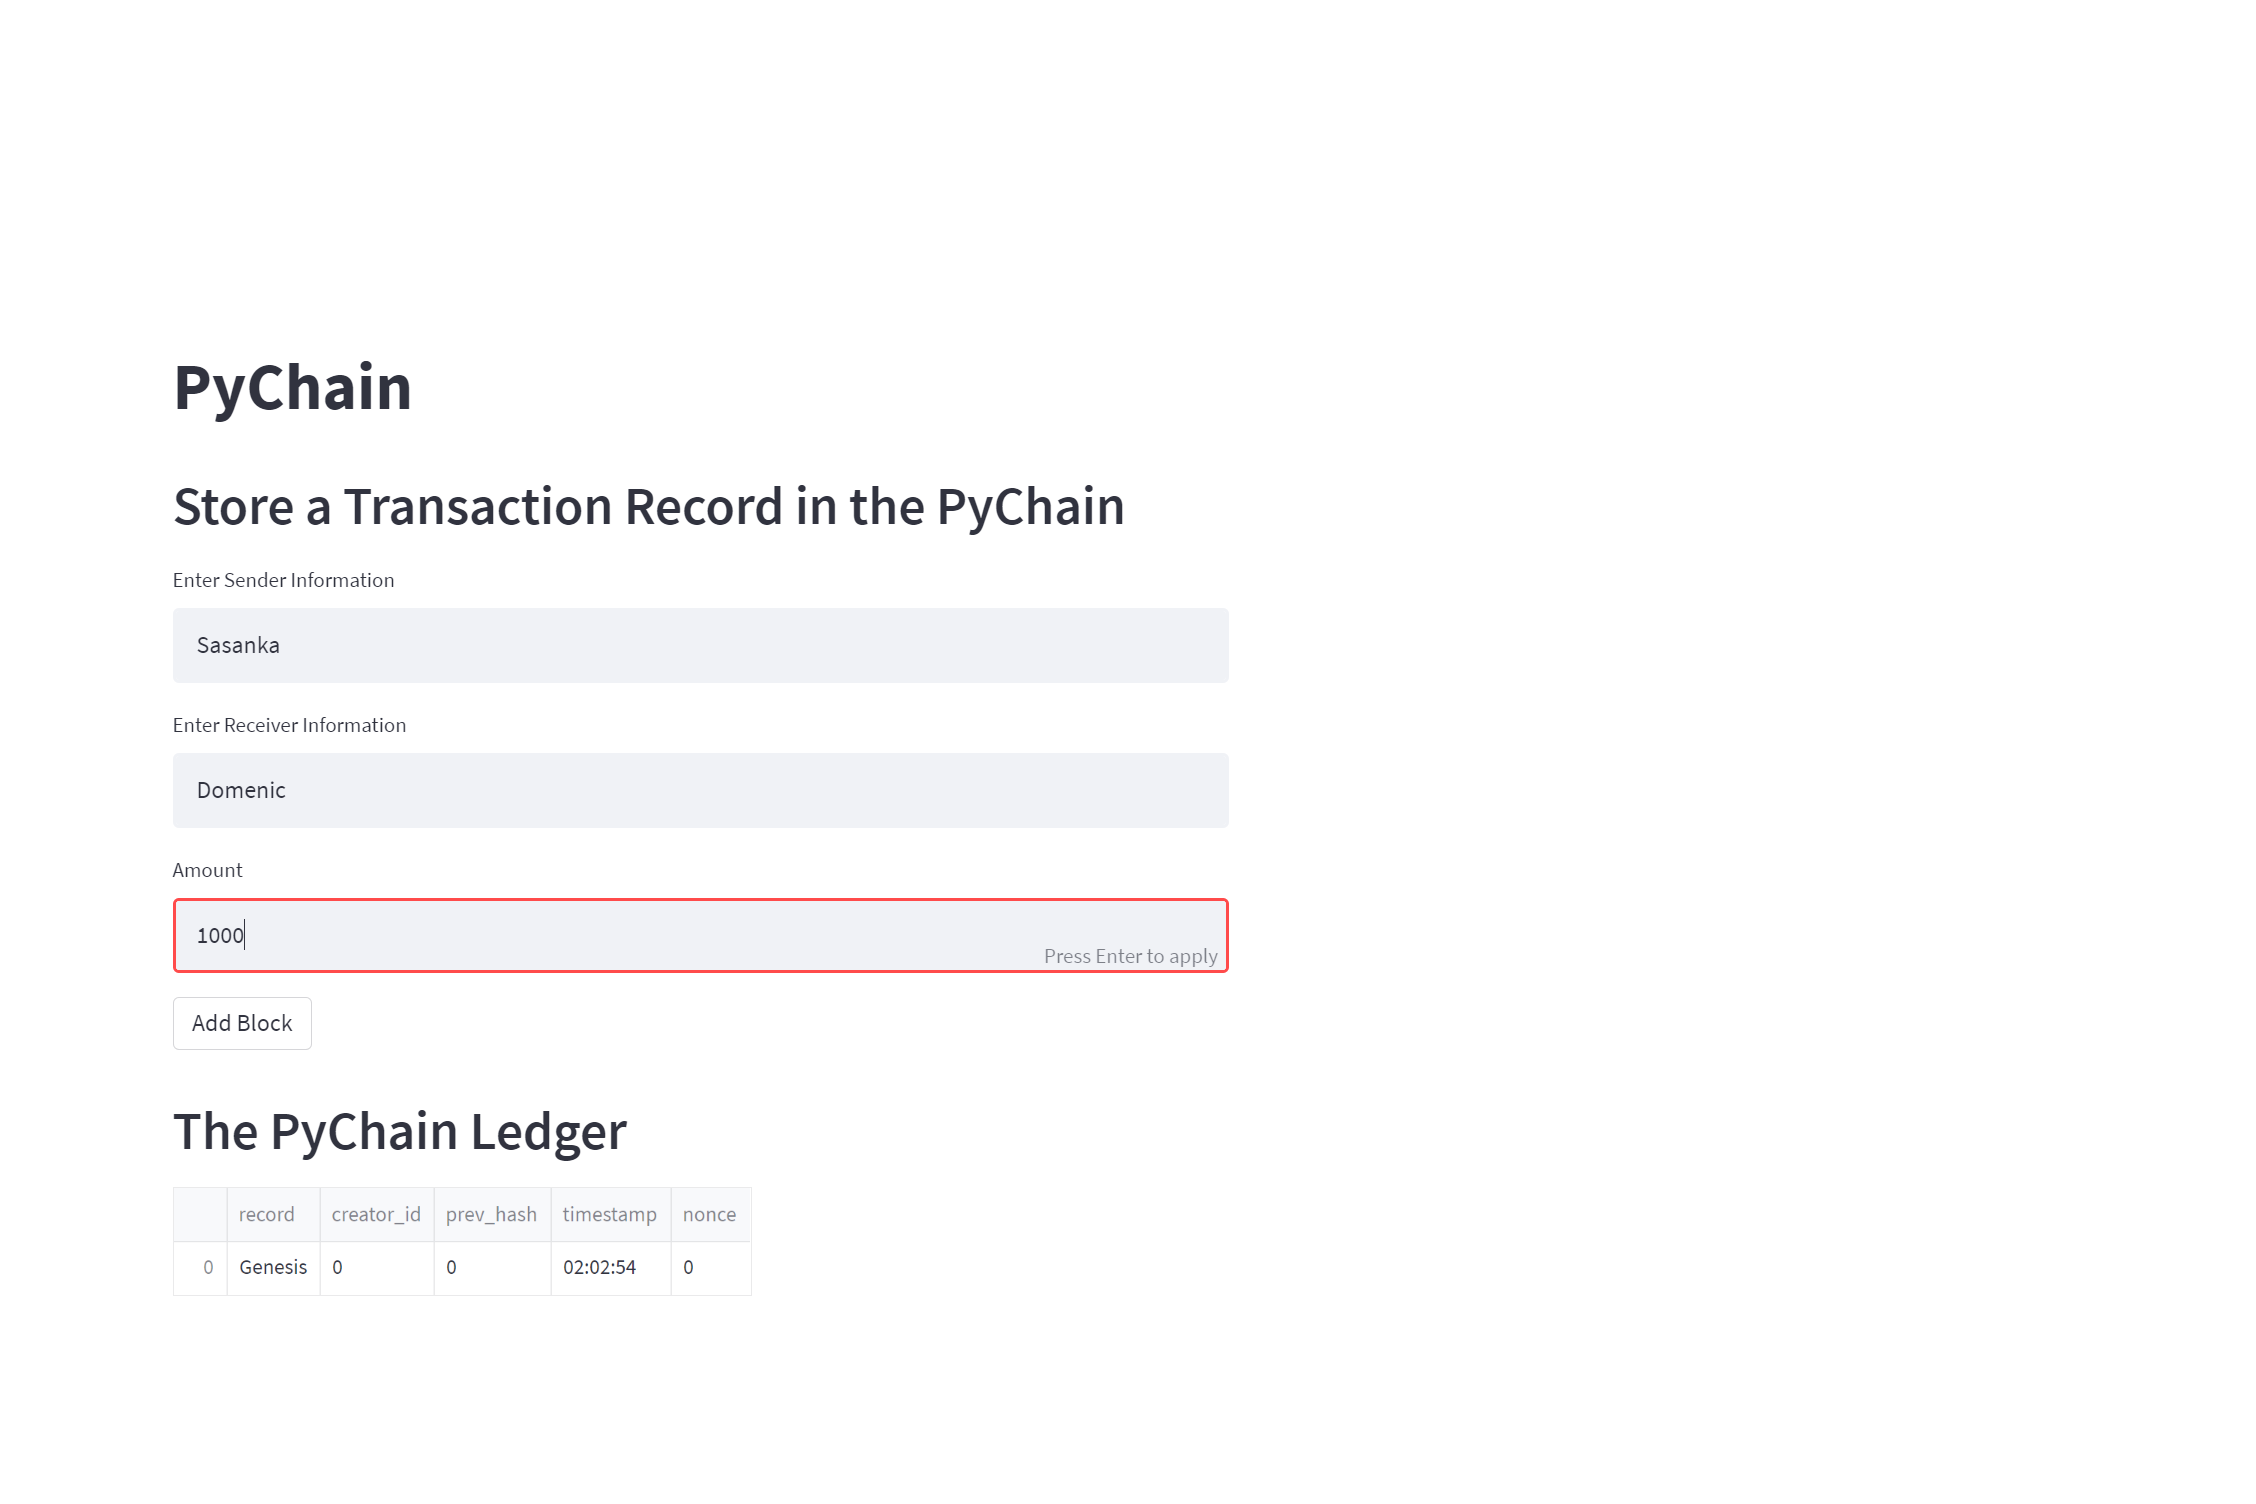 PyChain
Store a Transaction Record in the PyChain
Enter Sender Information
Sasanka
Enter Receiver Information
Domenic
Amount
1000
Press Enter to apply
Add Block
The PyChain Ledger
record creator_id prev_hash timestamp nonce
0 Genesis 0 0 02:02:54 0